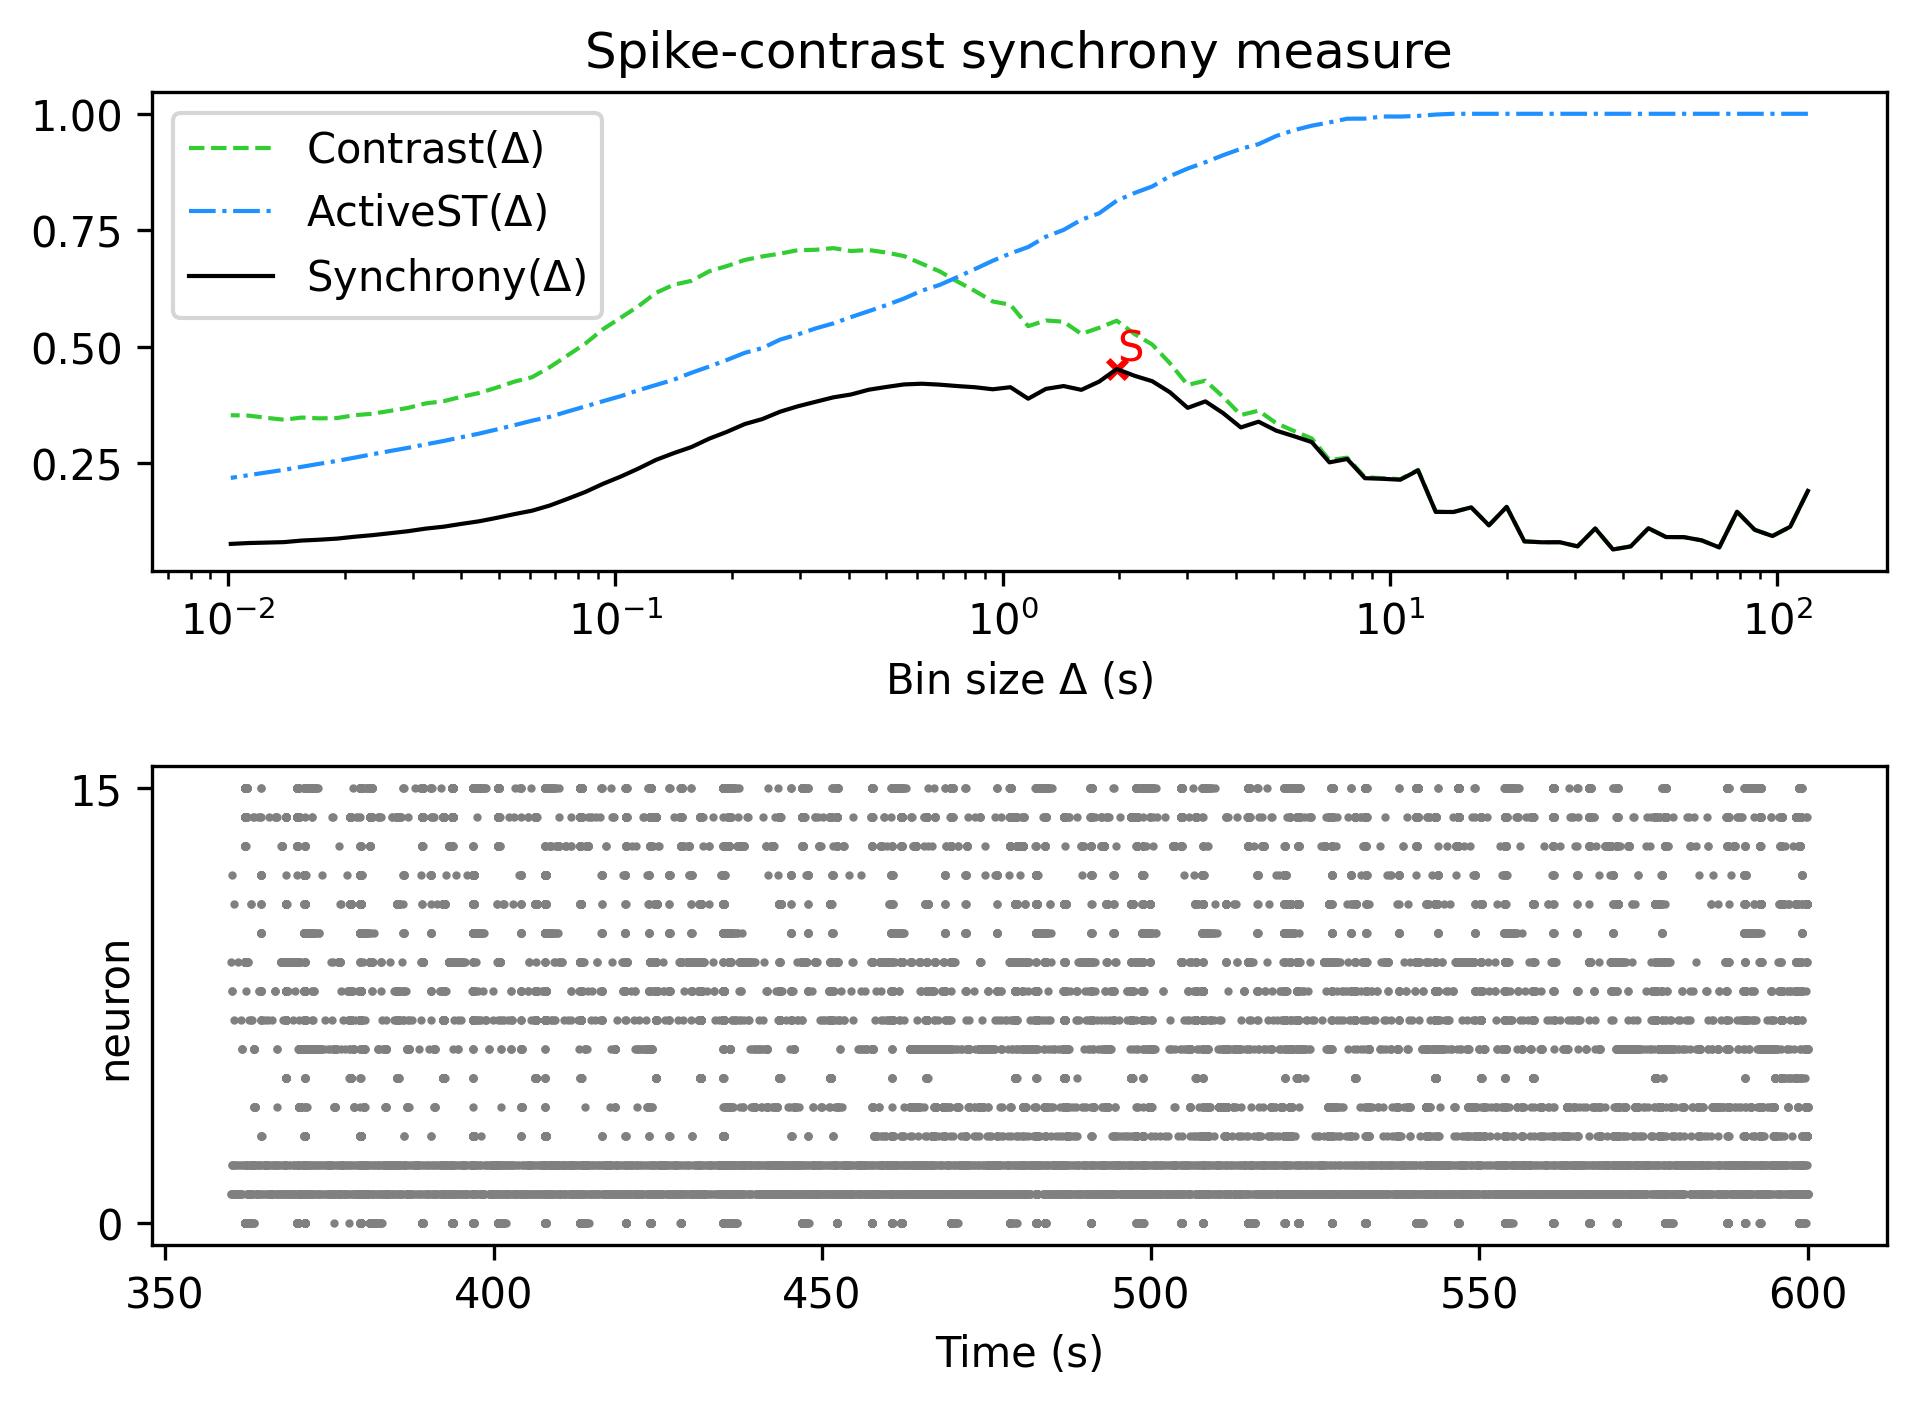 Spike-contrast synchrony measure
1.00
0.75
0.50
0.25
Contrast(Δ)
ActiveST(Δ)
Synchrony(Δ)
S
10⁻² 10⁻¹ 10⁰ 10¹ 10²
Bin size Δ (s)
15
0
neuron
350 400 450 500 550 600
Time (s)